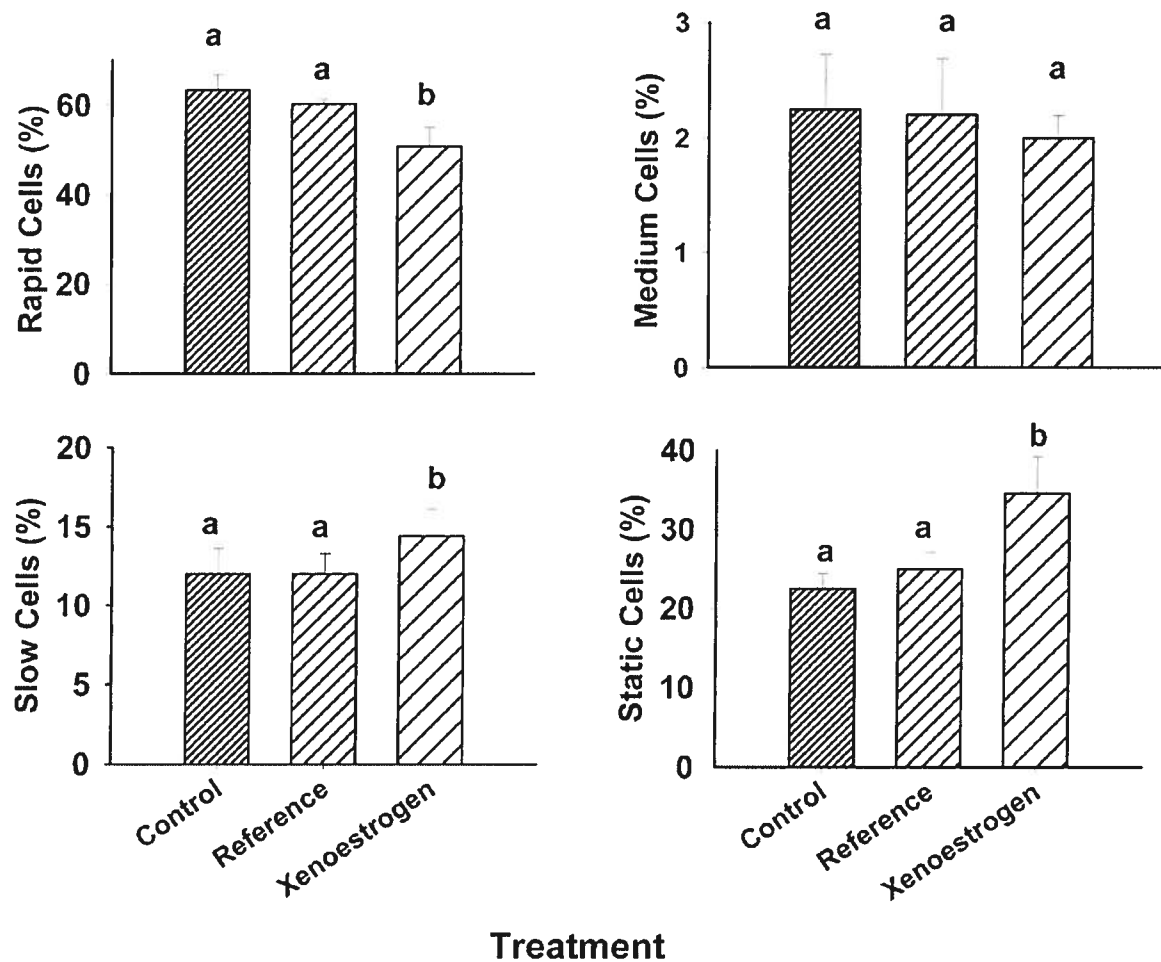 a
a
b
Rapid Cells (%)
60
40
20
0
a
a
a
Medium Cells (%)
3
2
1
0
a
a
b
Slow Cells (%)
20
15
10
5
0
Control
Reference
Xenoestrogen
a
a
b
Static Cells (%)
40
30
20
10
0
Control
Reference
Xenoestrogen
Treatment